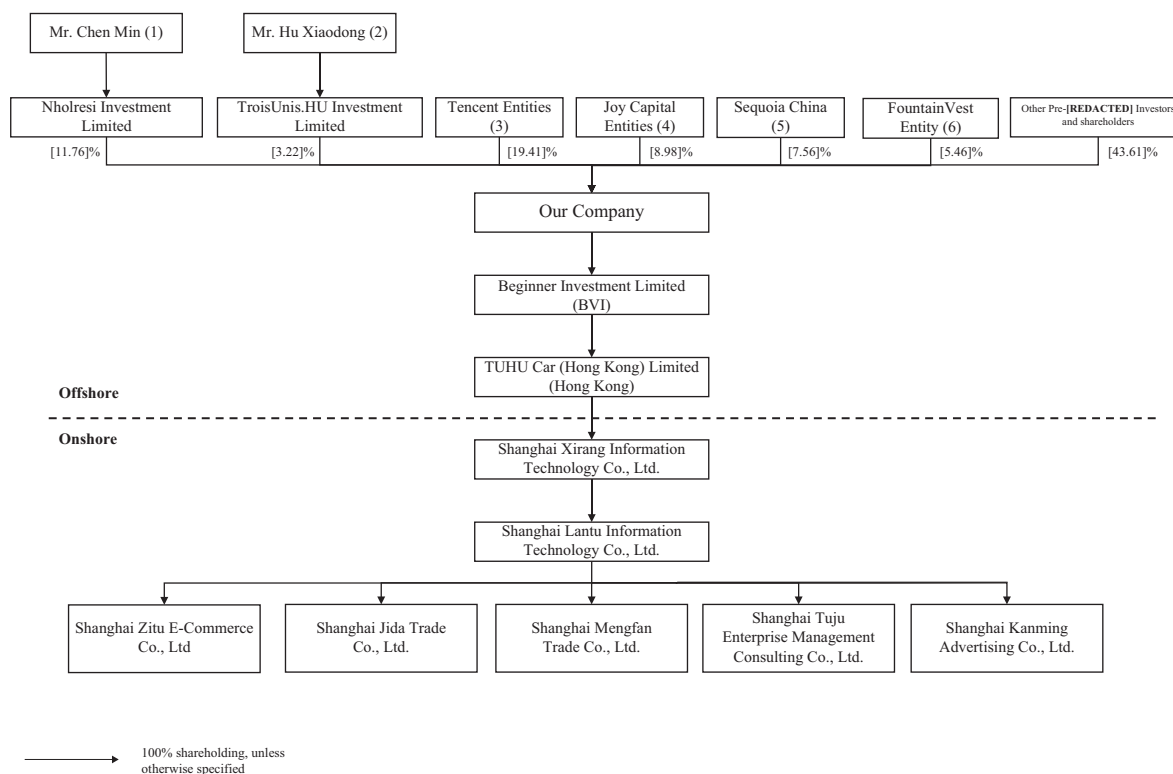 Mr. Chen Min (1)
Mr. Hu Xiaodong (2)
Nholresi Investment
Limited
TroisUnis.HU Investment
Limited
Tencent Entities
(3)
Joy Capital
Entities (4)
Sequoia China
(5)
FountainVest
Entity (6)
Other Pre-[REDACTED] Investors
and shareholders
[11.76]%
[3.22]%
[19.41]%
[8.98]%
[7.56]%
[5.46]%
[43.61]%
Our Company
Beginner Investment Limited
(BVI)
TUHU Car (Hong Kong) Limited
(Hong Kong)
Offshore
Onshore
Shanghai Xirang Information
Technology Co., Ltd.
Shanghai Lantu Information
Technology Co., Ltd.
Shanghai Zitu E-Commerce
Co., Ltd
Shanghai Jida Trade
Co., Ltd.
Shanghai Mengfan
Trade Co., Ltd.
Shanghai Tuju
Enterprise Management
Consulting Co., Ltd.
Shanghai Kanming
Advertising Co., Ltd.
100% shareholding, unless
otherwise specified